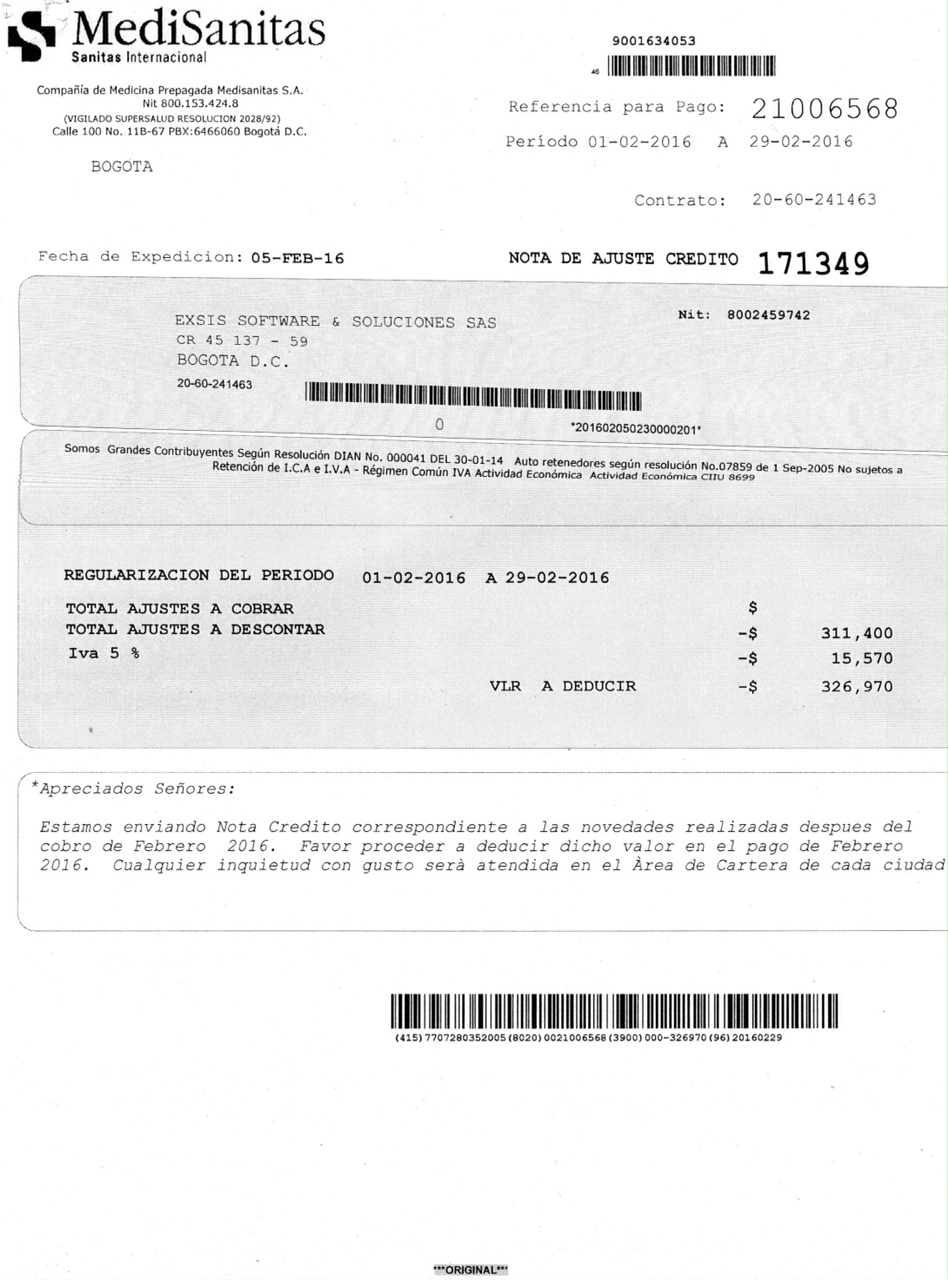 MediSanitas
Sanitas Internacional
9001634053
46
Compañía de Medicina Prepagada Medisanitas S.A.
Nit 800.153.424.8
(VIGILADO SUPERSALUD RESOLUCION 2028/92)
Calle 100 No. 11B-67 PBX:6466060 Bogotá D.C.
Referencia para Pago: 21006568
Período 01-02-2016 A 29-02-2016
BOGOTA
Contrato: 20-60-241463
Fecha de Expedicion: 05-FEB-16 NOTA DE AJUSTE CREDITO 171349
EXSIS SOFTWARE & SOLUCIONES SAS Nit: 8002459742
CR 45 137 - 59
BOGOTA D.C.
20-60-241463
0 *201602050230000201*
Somos Grandes Contribuyentes Según Resolución DIAN No. 000041 DEL 30-01-14 Auto retenedores según resolución No.07859 de 1 Sep-2005 No sujetos a
Retención de I.C.A e I.V.A - Régimen Común IVA Actividad Económica Actividad Económica CIIU 8699
REGULARIZACION DEL PERIODO 01-02-2016 A 29-02-2016
TOTAL AJUSTES A COBRAR $
TOTAL AJUSTES A DESCONTAR -$ 311,400
Iva 5 % -$ 15,570
VLR A DEDUCIR -$ 326,970
*Apreciados Señores:
Estamos enviando Nota Credito correspondiente a las novedades realizadas despues del
cobro de Febrero 2016. Favor proceder a deducir dicho valor en el pago de Febrero
2016. Cualquier inquietud con gusto serà atendida en el Àrea de Cartera de cada ciudad
(415)7707280352005(8020)0021006568(3900)000-326970(96)20160229
***ORIGINAL***